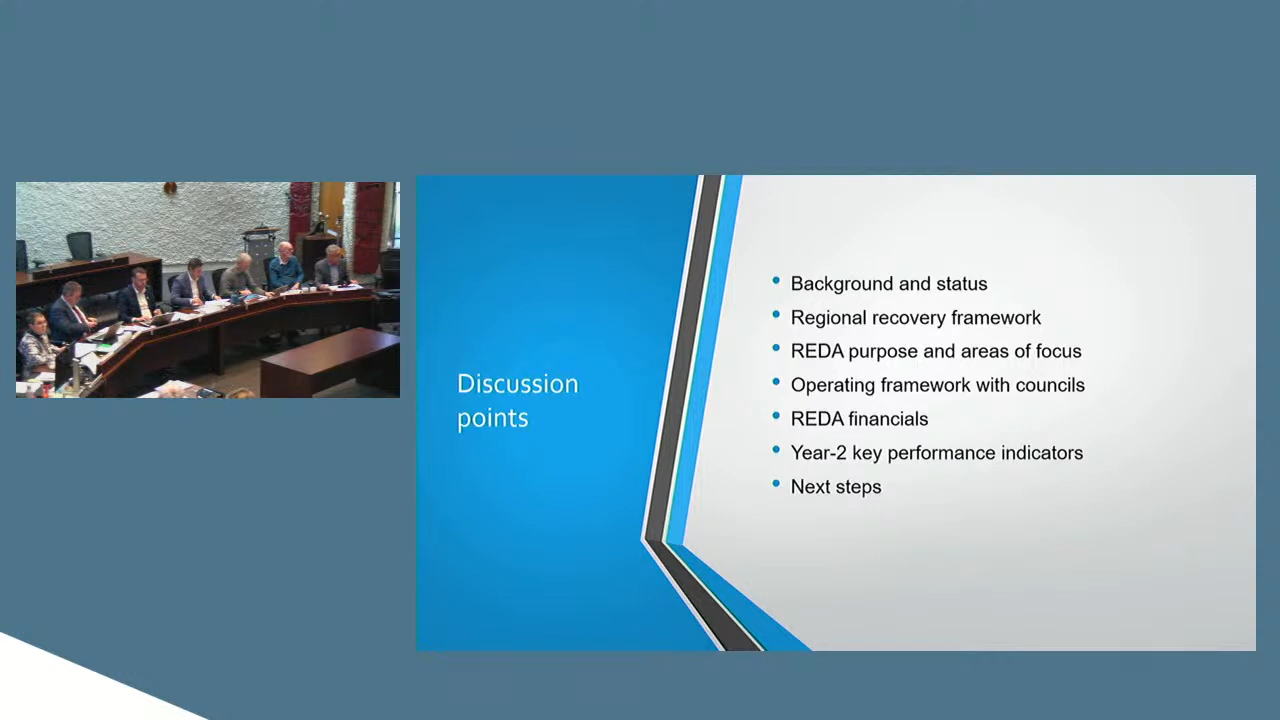 Discussion
points
Background and status
Regional recovery framework
REDA purpose and areas of focus
Operating framework with councils
REDA financials
Year-2 key performance indicators
Next steps